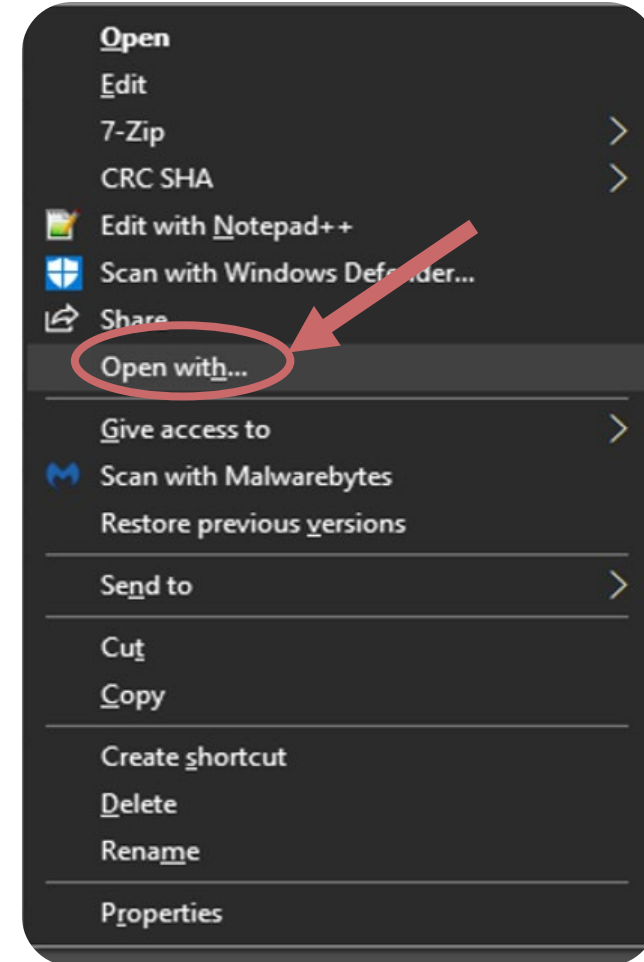 Open
Edit
7-Zip
CRC SHA
Edit with Notepad++
Scan with Windows Defender...
Share
Open with...
Give access to
Scan with Malwarebytes
Restore previous versions
Send to
Cut
Copy
Create shortcut
Delete
Rename
Properties